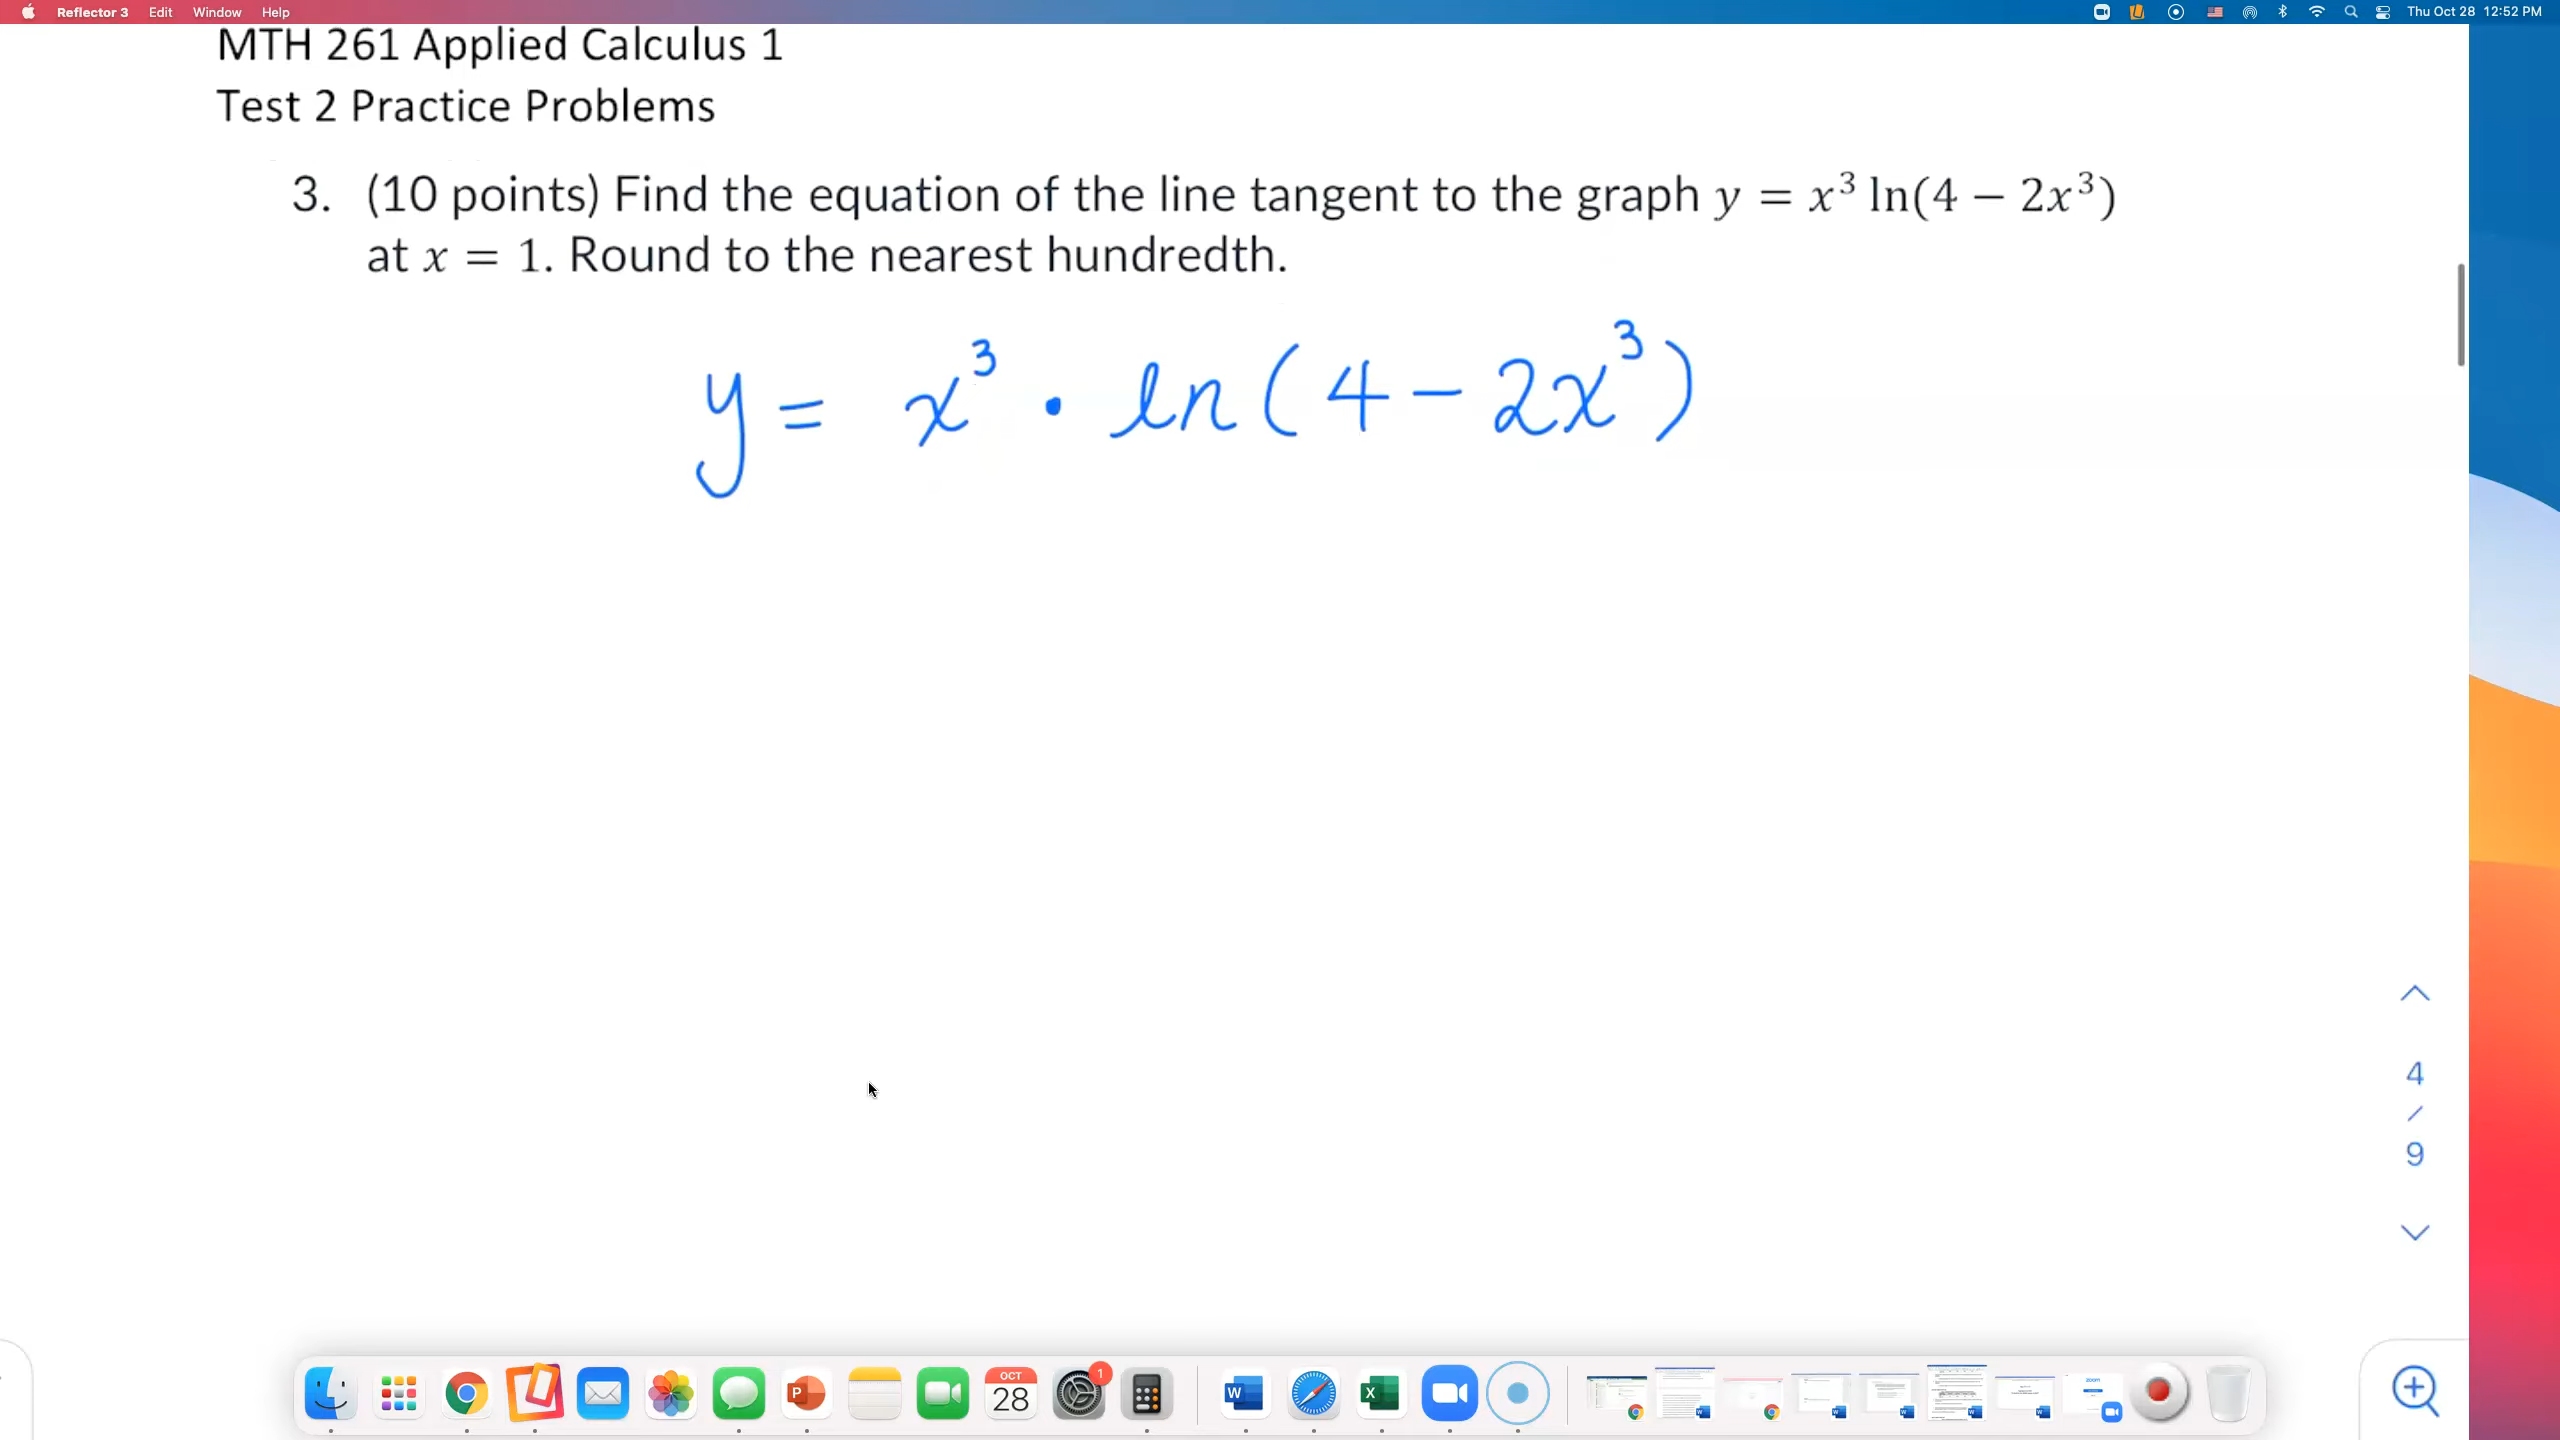 Reflector 3 Edit Window Help Thu Oct 28 12:52 PM
MTH 261 Applied Calculus 1
Test 2 Practice Problems
3. (10 points) Find the equation of the line tangent to the graph y = x³ ln(4 − 2x³)
at x = 1. Round to the nearest hundredth.
y = x³ · ln(4 − 2x³)
4
/
9
OCT
28
1
P
W
X
zoom